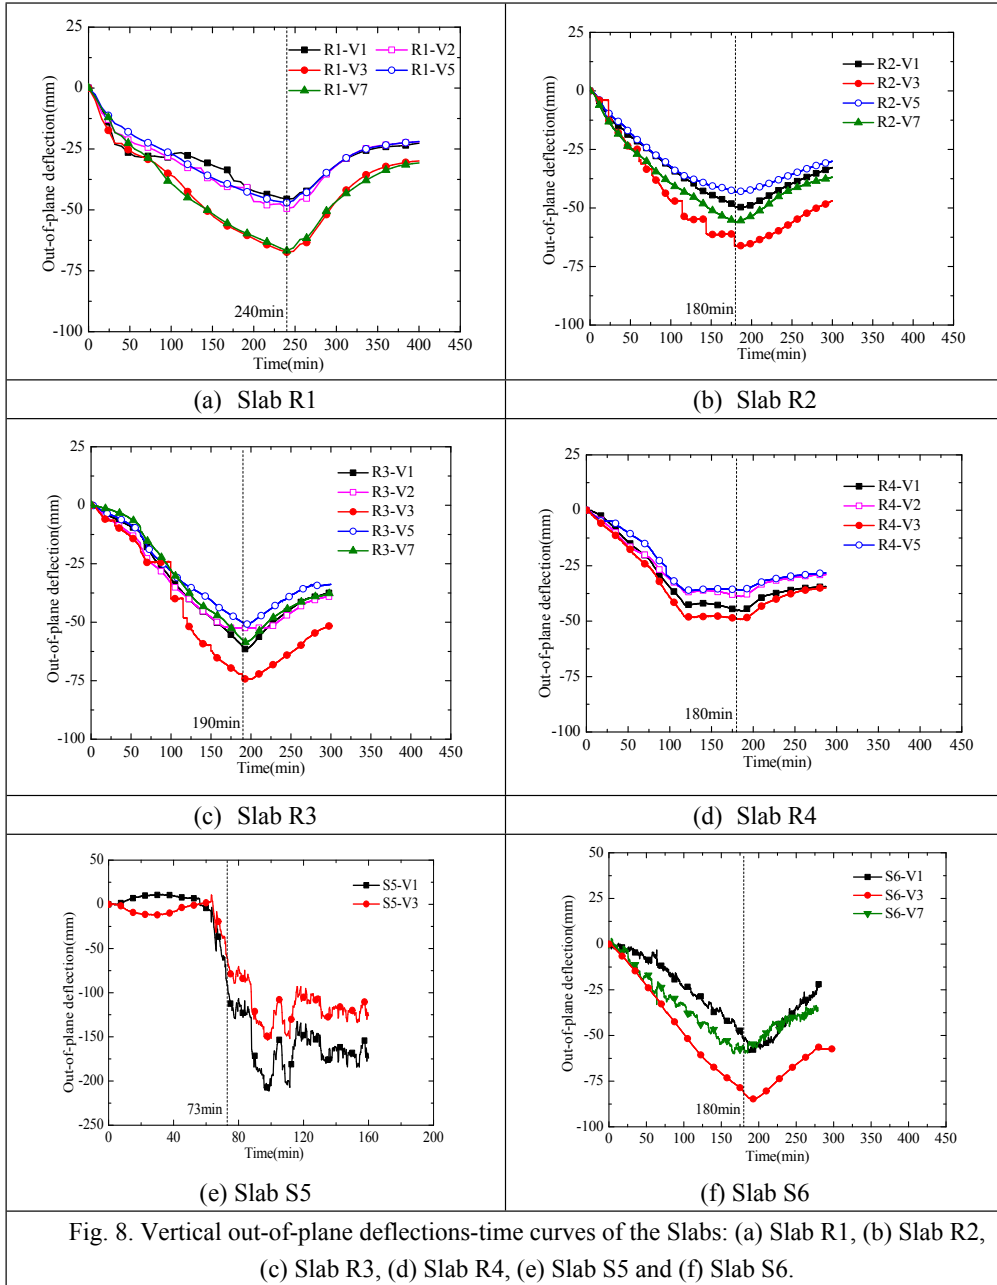 25
0
-25
-50
-75
-100
Out-of-plane deflection(mm)
R1-V1 R1-V2
R1-V3 R1-V5
R1-V7
240min
0 50 100 150 200 250 300 350 400 450
Time(min)
(a) Slab R1
25
0
-25
-50
-75
-100
Out-of-plane deflection(mm)
R2-V1
R2-V3
R2-V5
R2-V7
180min
0 50 100 150 200 250 300 350 400 450
Time(min)
(b) Slab R2
25
0
-25
-50
-75
-100
Out-of-plane deflection(mm)
R3-V1
R3-V2
R3-V3
R3-V5
R3-V7
190min
0 50 100 150 200 250 300 350 400 450
Time(min)
(c) Slab R3
25
0
-25
-50
-75
-100
Out-of-plane deflection(mm)
R4-V1
R4-V2
R4-V3
R4-V5
180min
0 50 100 150 200 250 300 350 400 450
Time(min)
(d) Slab R4
50
0
-50
-100
-150
-200
-250
Out-of-plane deflection(mm)
S5-V1
S5-V3
73min
0 40 80 120 160 200
Time(min)
(e) Slab S5
50
25
0
-25
-50
-75
-100
Out-of-plane deflection(mm)
S6-V1
S6-V3
S6-V7
180min
0 50 100 150 200 250 300 350 400 450
Time(min)
(f) Slab S6
Fig. 8. Vertical out-of-plane deflections-time curves of the Slabs: (a) Slab R1, (b) Slab R2,
(c) Slab R3, (d) Slab R4, (e) Slab S5 and (f) Slab S6.